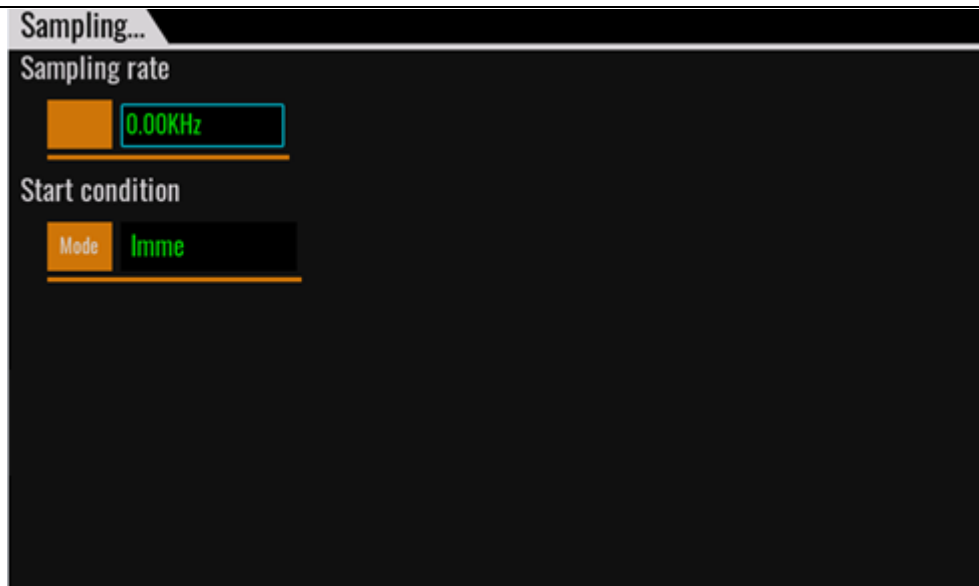 Sampling...
Sampling rate
0.00KHz
Start condition
Mode Imme